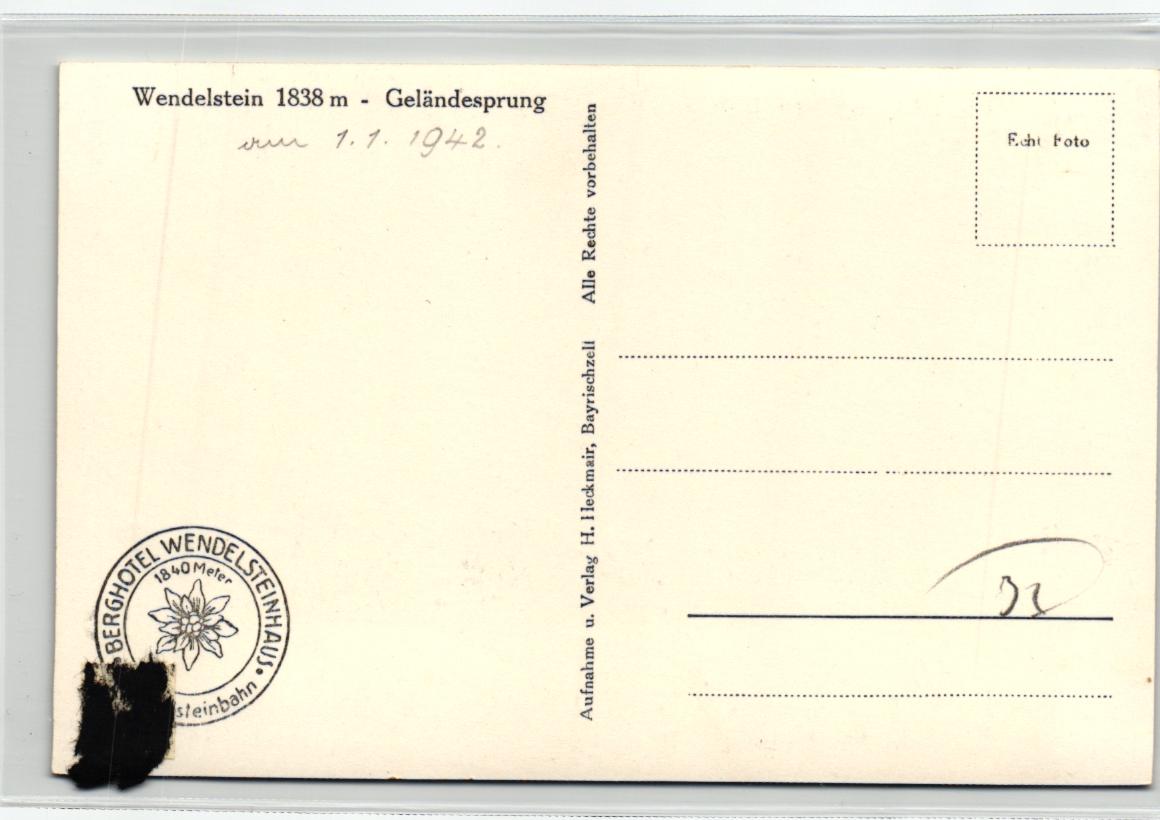 Wendelstein 1838 m - Geländesprung
am 1.1.1942.
Echt Foto
Aufnahme u. Verlag H. Heckmair, Bayrischzell Alle Rechte vorbehalten
BERGHOTEL WENDELSTEINHAUS.
1840 Meter
steinbahn